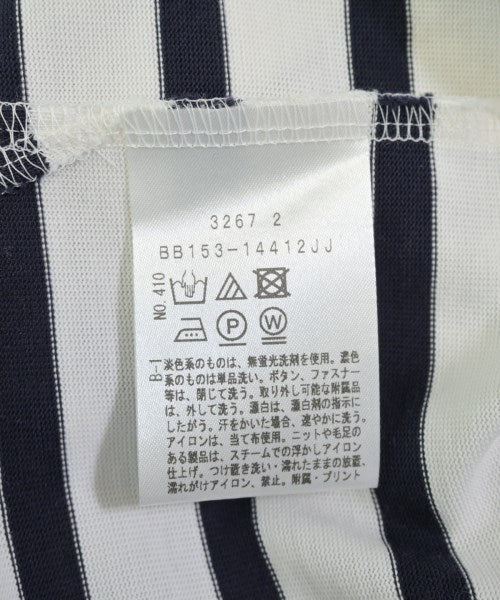 3267 2
BB153-14412JJ
NO. 410
P
W
B-1
淡色系のものは、無蛍光洗剤を使用。濃色
系のものは単品洗い。ボタン、ファスナー
等は、閉じて洗う。取り外し可能な附属品
は、外して洗う。漂白は、漂白剤の指示に
したがう。汗をかいた場合、速やかに洗う。
アイロンは、当て布使用。ニットや毛足の
ある製品は、スチームでの浮かしアイロン
仕上げ。つけ置き洗い・濡れたままの放置、
濡れがけアイロン、禁止。附属・プリント